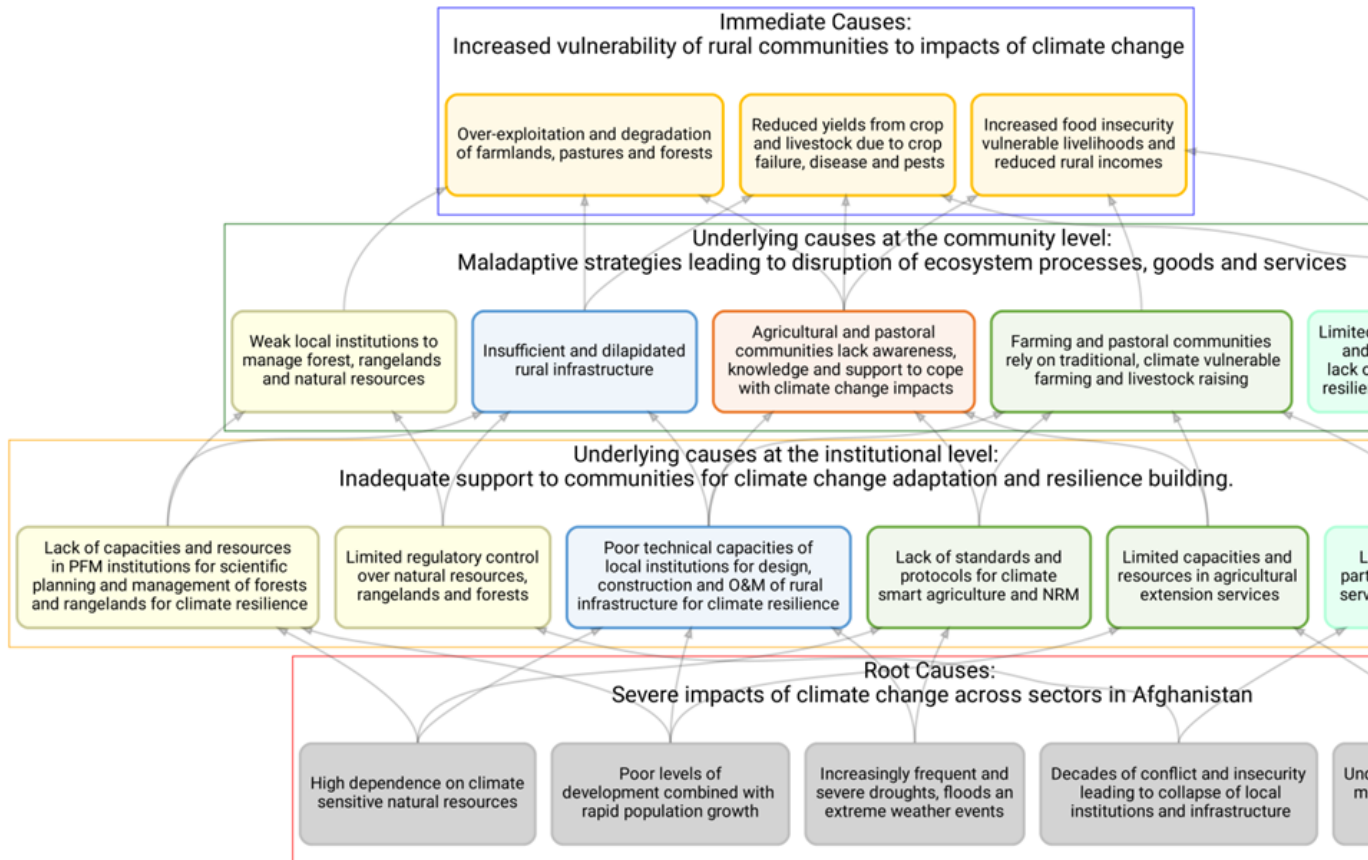 Immediate Causes:
Increased vulnerability of rural communities to impacts of climate change
Over-exploitation and degradation
of farmlands, pastures and forests
Reduced yields from crop
and livestock due to crop
failure, disease and pests
Increased food insecurity
vulnerable livelihoods and
reduced rural incomes
Underlying causes at the community level:
Maladaptive strategies leading to disruption of ecosystem processes, goods and services
Weak local institutions to
manage forest, rangelands
and natural resources
Insufficient and dilapidated
rural infrastructure
Agricultural and pastoral
communities lack awareness,
knowledge and support to cope
with climate change impacts
Farming and pastoral communities
rely on traditional, climate vulnerable
farming and livestock raising
and
lack
Underlying causes at the institutional level:
Inadequate support to communities for climate change adaptation and resilience building.
Lack of capacities and resources
in PFM institutions for scientific
planning and management of forests
and rangelands for climate resilience
Limited regulatory control
over natural resources,
rangelands and forests
Poor technical capacities of
local institutions for design,
construction and O&M of rural
infrastructure for climate resilience
Lack of standards and
protocols for climate
smart agriculture and NRM
Limited capacities and
resources in agricultural
extension services
Root Causes:
Severe impacts of climate change across sectors in Afghanistan
High dependence on climate
sensitive natural resources
Poor levels of
development combined with
rapid population growth
Increasingly frequent and
severe droughts, floods an
extreme weather events
Decades of conflict and insecurity
leading to collapse of local
institutions and infrastructure